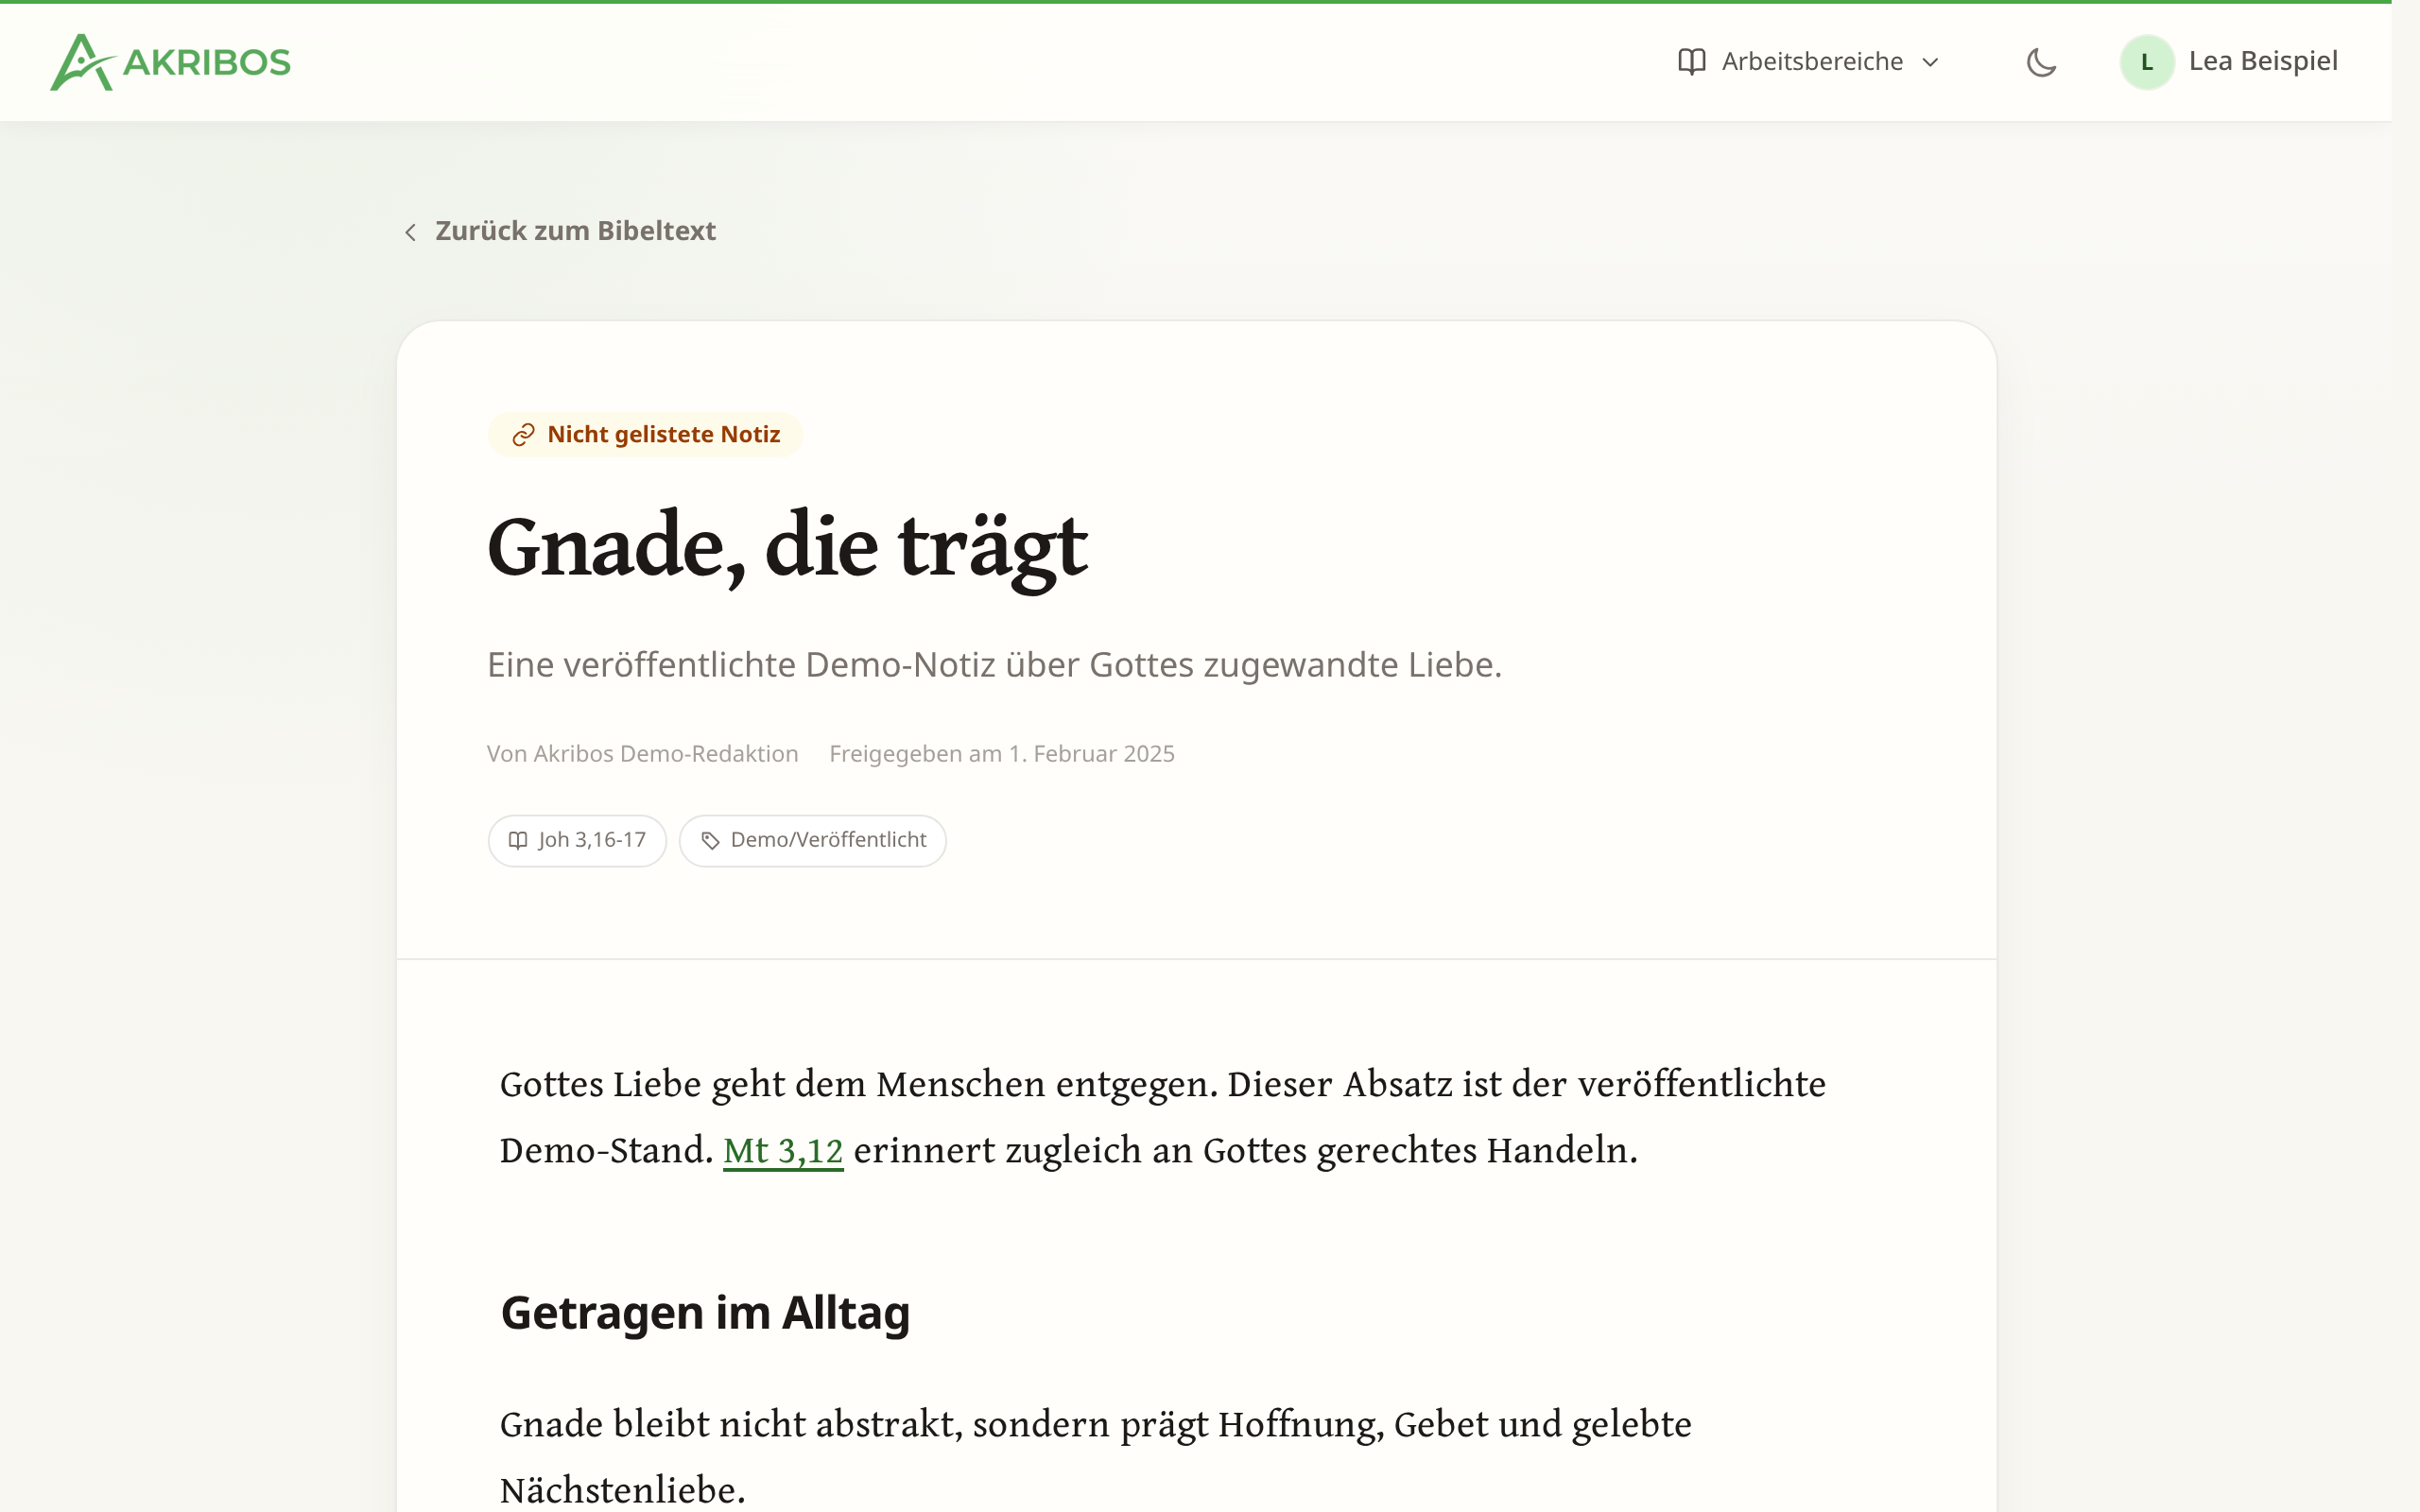 AKRIBOS
Arbeitsbereiche
L
Lea Beispiel
Zurück zum Bibeltext
Nicht gelistete Notiz
Gnade, die trägt
Eine veröffentlichte Demo-Notiz über Gottes zugewandte Liebe.
Von Akribos Demo-Redaktion Freigegeben am 1. Februar 2025
Joh 3,16-17
Demo/Veröffentlicht
Gottes Liebe geht dem Menschen entgegen. Dieser Absatz ist der veröffentlichte
Demo-Stand. Mt 3,12 erinnert zugleich an Gottes gerechtes Handeln.
Getragen im Alltag
Gnade bleibt nicht abstrakt, sondern prägt Hoffnung, Gebet und gelebte
Nächstenliebe.